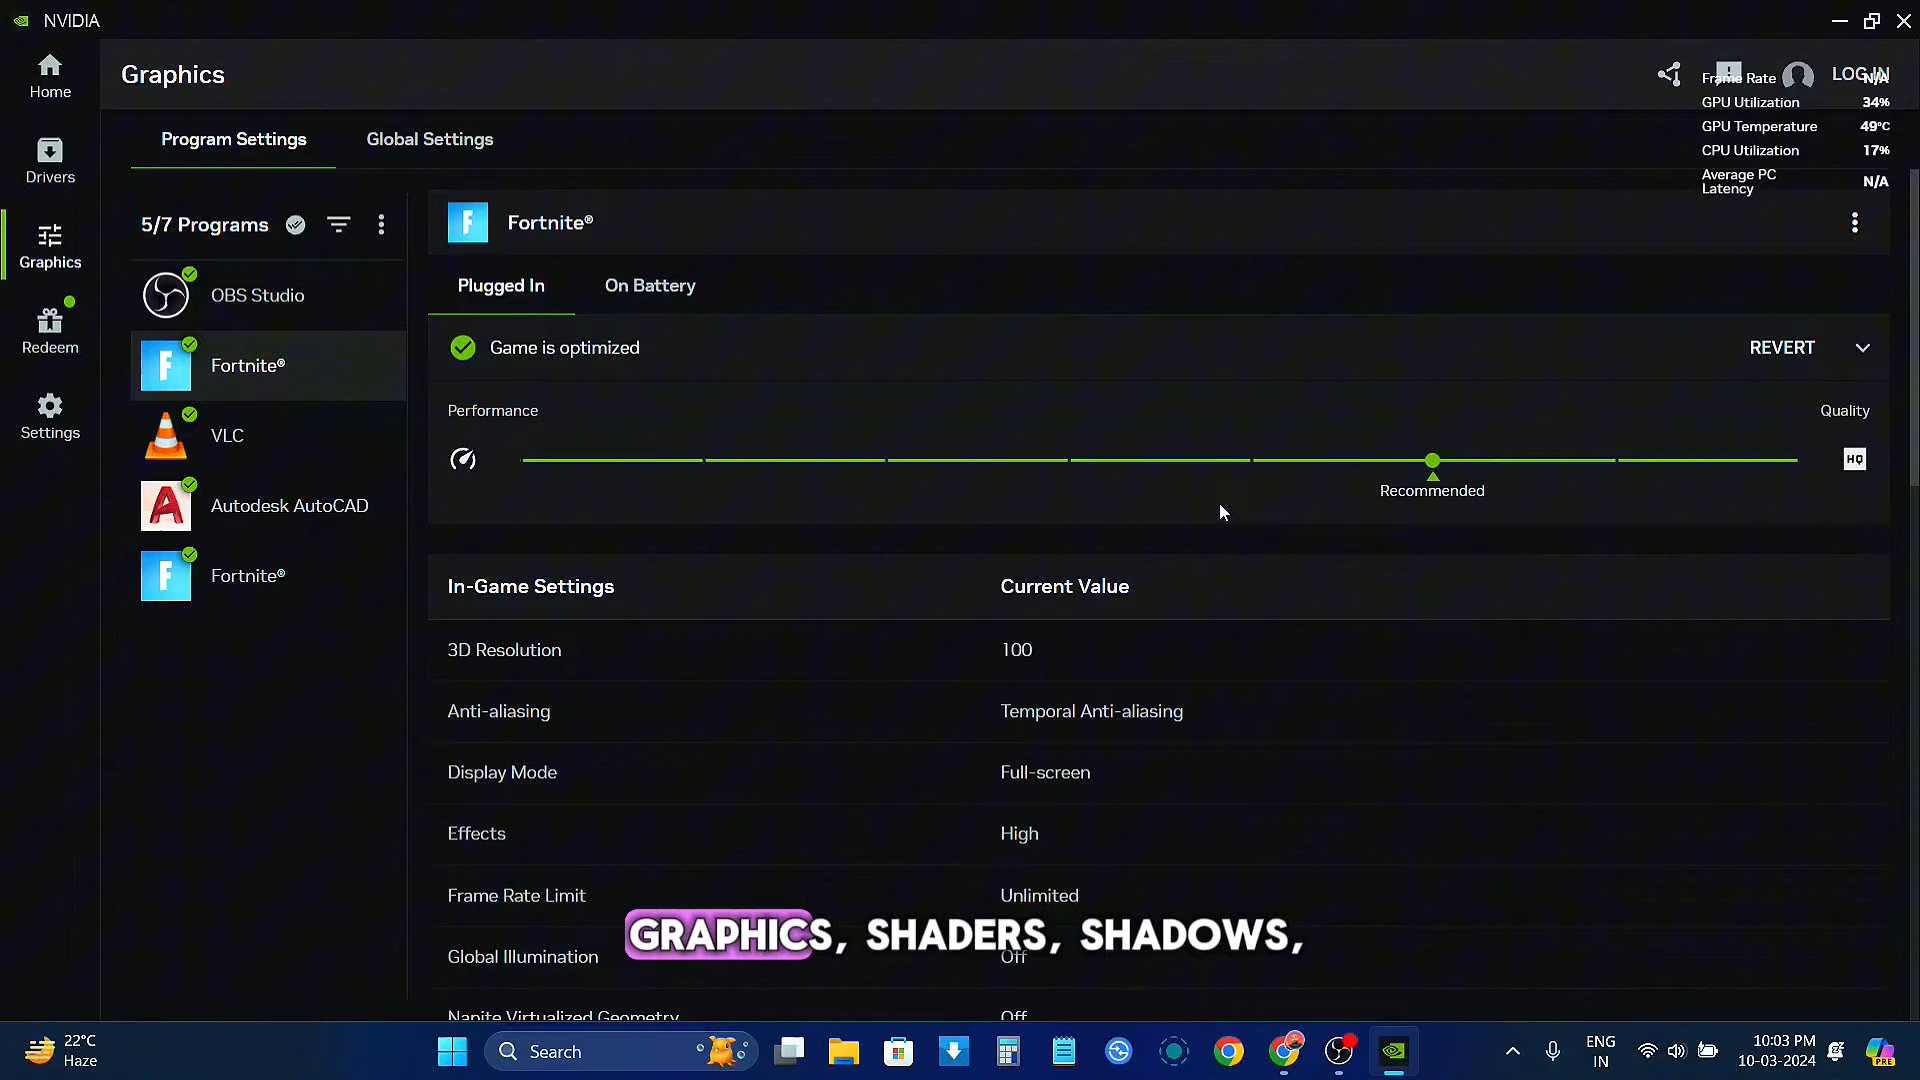 NVIDIA
Graphics
LOG IN
Frame Rate N/A
GPU Utilization 34%
GPU Temperature 49°C
CPU Utilization 17%
Average PC
Latency N/A
Home
Drivers
Graphics
Redeem
Settings
Program Settings Global Settings
5/7 Programs
OBS Studio
Fortnite®
VLC
Autodesk AutoCAD
Fortnite®
Fortnite®
Plugged In On Battery
Game is optimized REVERT
Performance Quality
HQ
Recommended
In-Game Settings Current Value
3D Resolution 100
Anti-aliasing Temporal Anti-aliasing
Display Mode Full-screen
Effects High
Frame Rate Limit Unlimited
GRAPHICS, SHADERS, SHADOWS,
Global Illumination Off
Nanite Virtualized Geometry Off
22°C
Haze
Search
ENG
IN
10:03 PM
10-03-2024
PRE